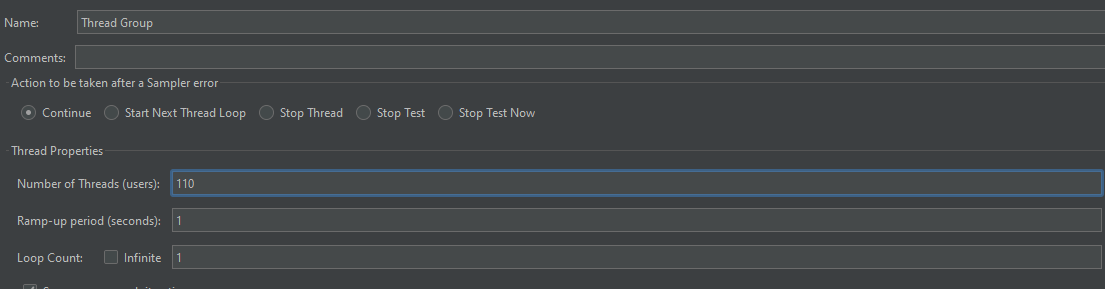 Name: Thread Group
Comments:
Action to be taken after a Sampler error
Continue Start Next Thread Loop Stop Thread Stop Test Stop Test Now
Thread Properties
Number of Threads (users): 110
Ramp-up period (seconds): 1
Loop Count: Infinite 1